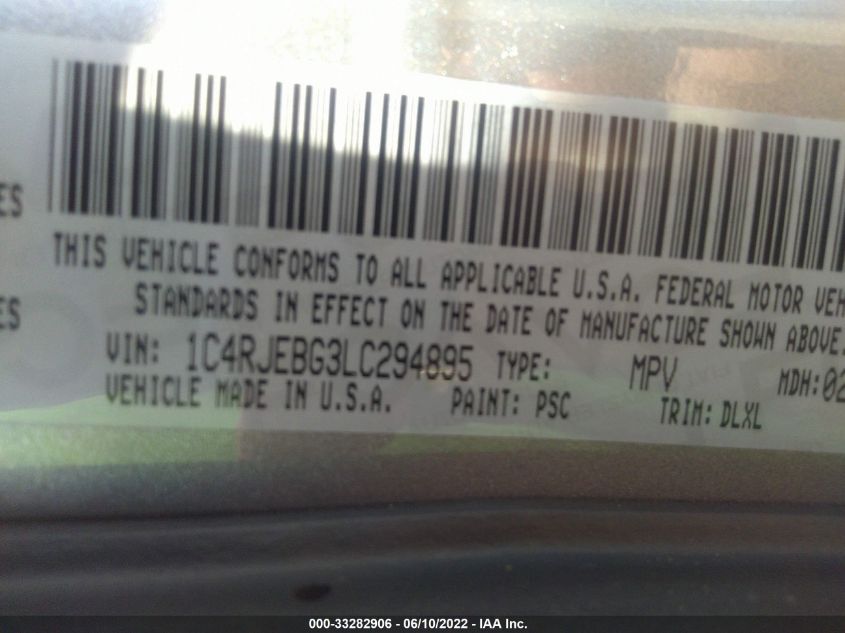 THIS VEHICLE CONFORMS TO ALL APPLICABLE U.S.A. FEDERAL MOTOR VEH
STANDARDS IN EFFECT ON THE DATE OF MANUFACTURE SHOWN ABOVE.
VIN: 1C4RJEBG3LC294895 TYPE: MPV MDH:02
VEHICLE MADE IN U.S.A. PAINT: PSC TRIM: DLXL
ES
ES
000-33282906 - 06/10/2022 - IAA Inc.